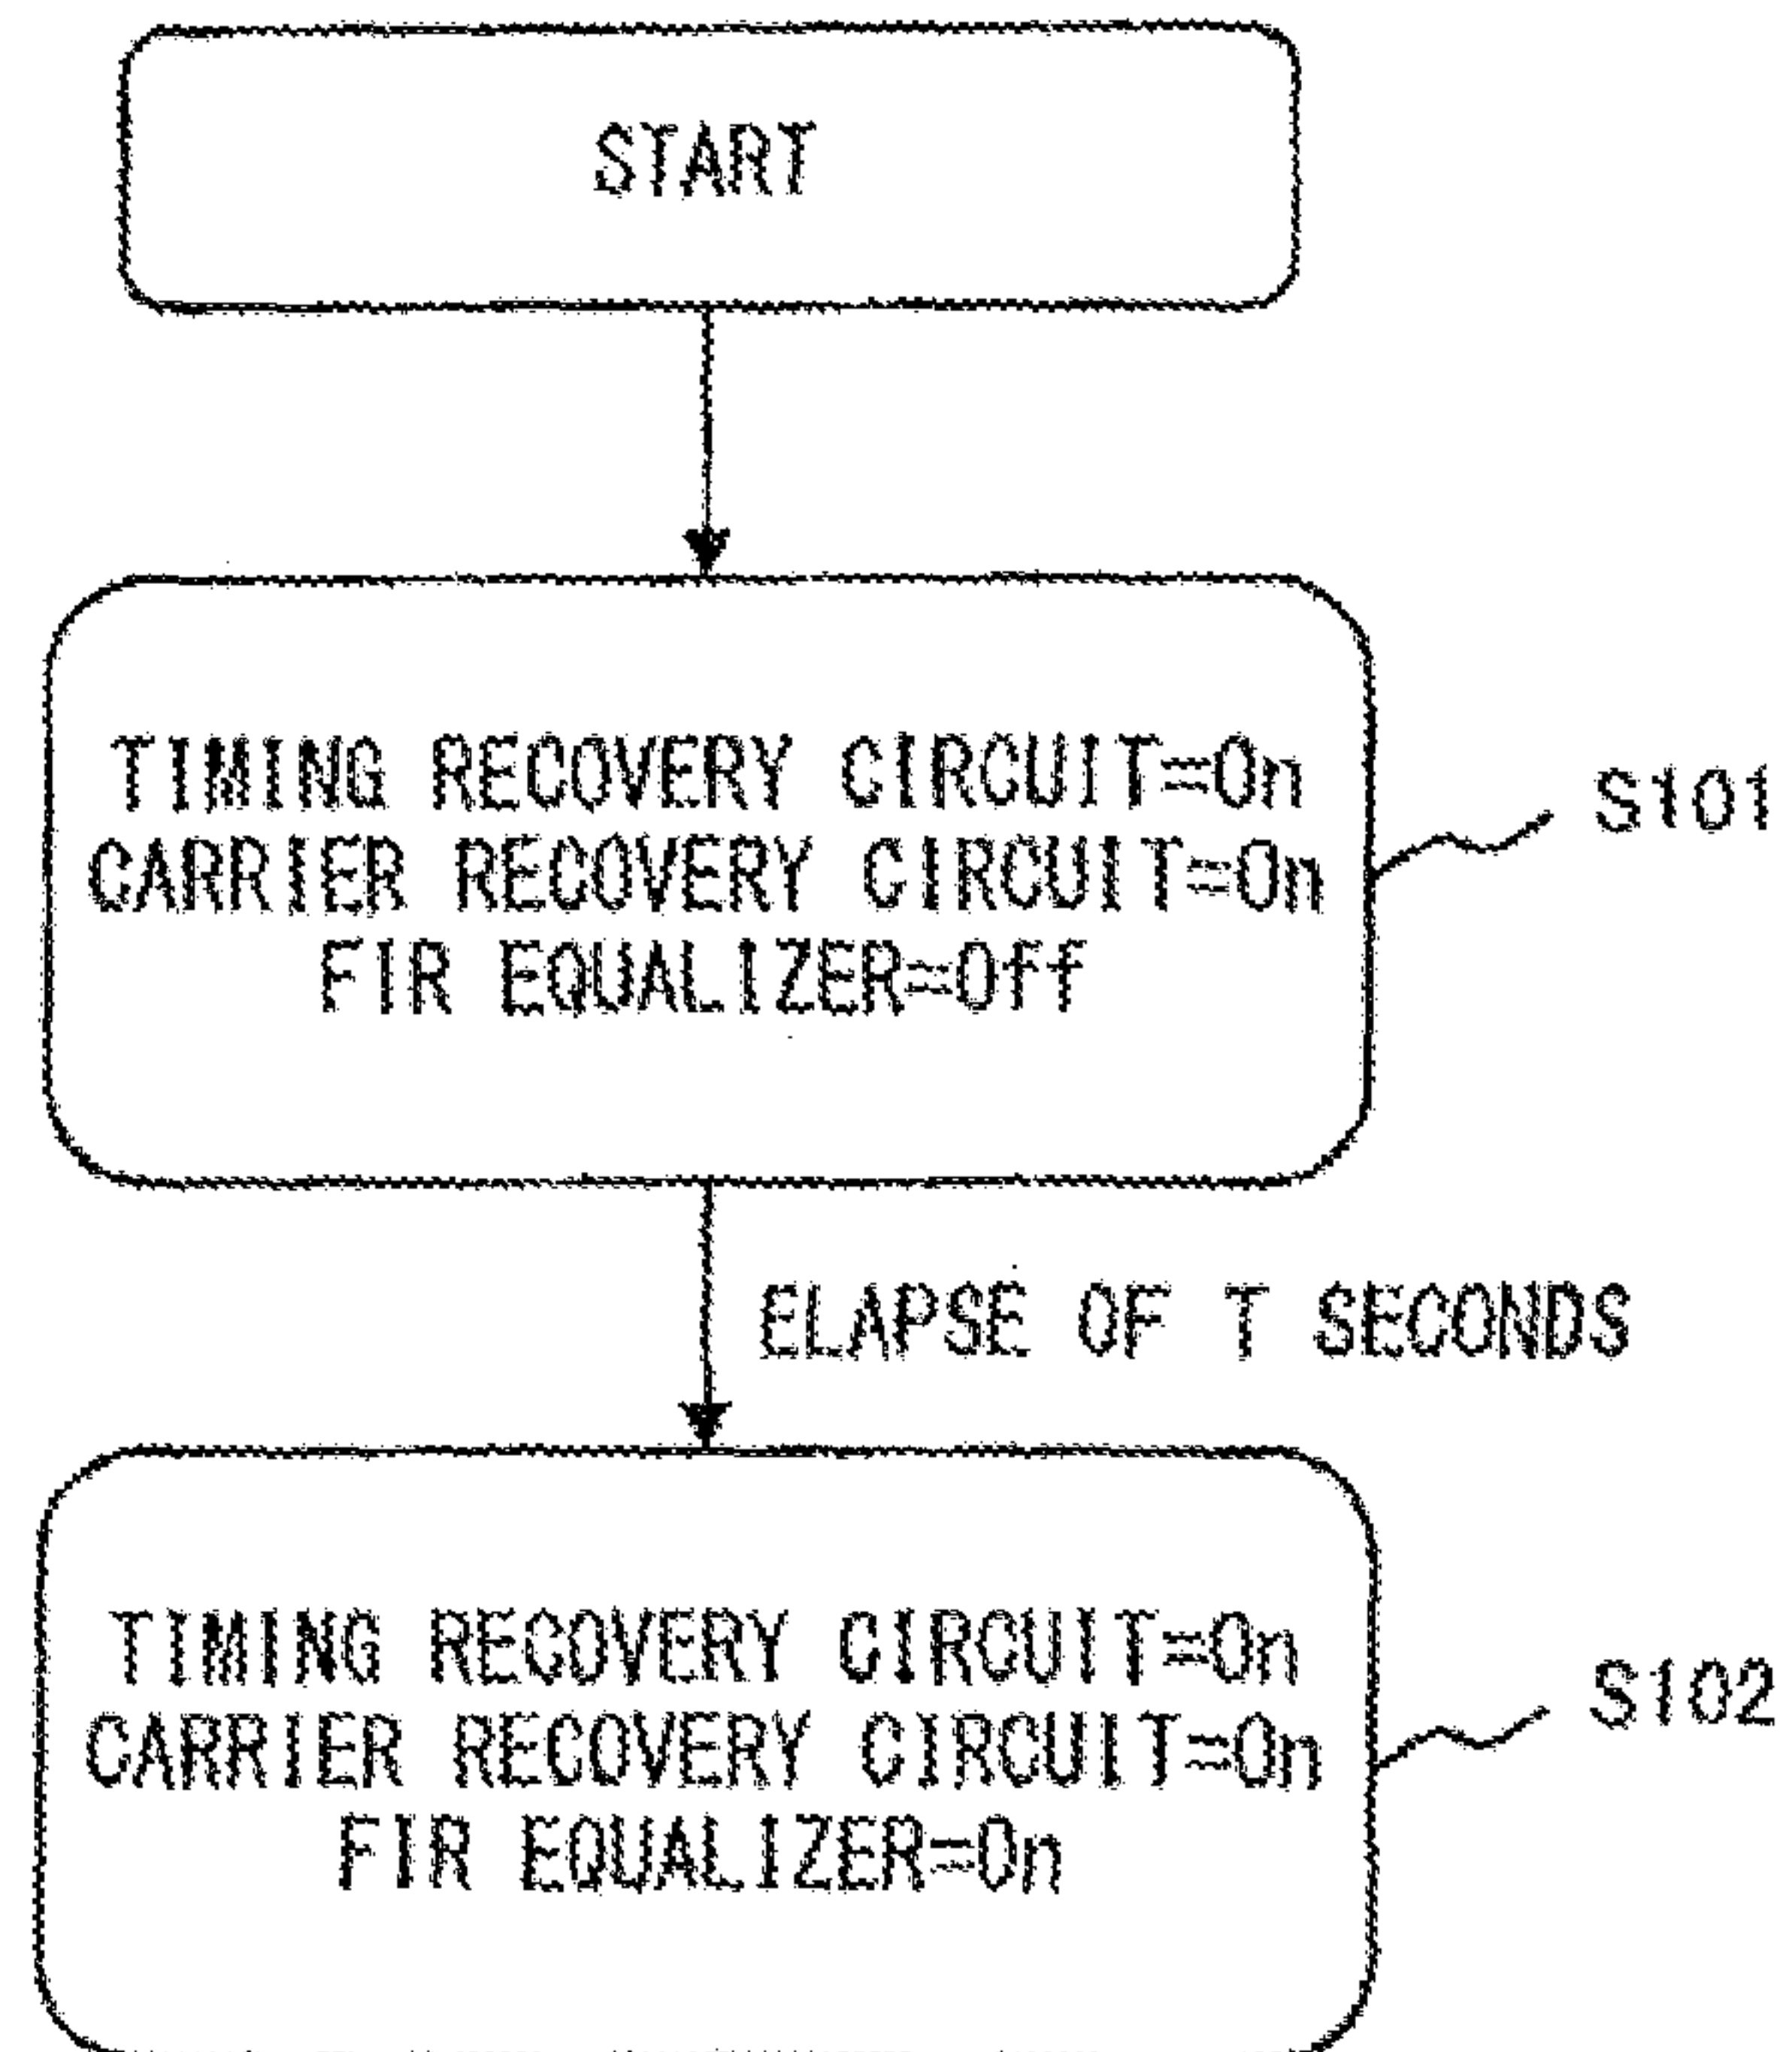 START
TIMING RECOVERY CIRCUIT=On
CARRIER RECOVERY CIRCUIT=On
FIR EQUALIZER=Off
S101
ELAPSE OF T SECONDS
TIMING RECOVERY CIRCUIT=On
CARRIER RECOVERY CIRCUIT=On
FIR EQUALIZER=On
S102